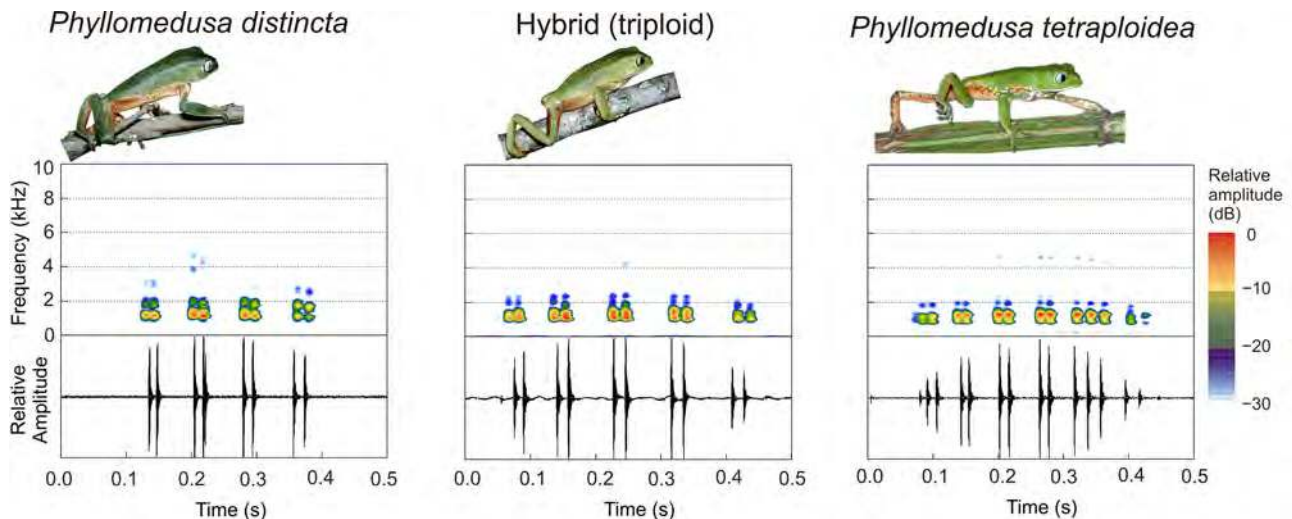 Phyllomedusa distincta
Hybrid (triploid)
Phyllomedusa tetraploidea
Frequency (kHz)
10
8
6
4
2
0
Relative
amplitude
(dB)
0
−10
−20
−30
Relative
Amplitude
0.0 0.1 0.2 0.3 0.4 0.5
Time (s)
0.0 0.1 0.2 0.3 0.4 0.5
Time (s)
0.0 0.1 0.2 0.3 0.4 0.5
Time (s)